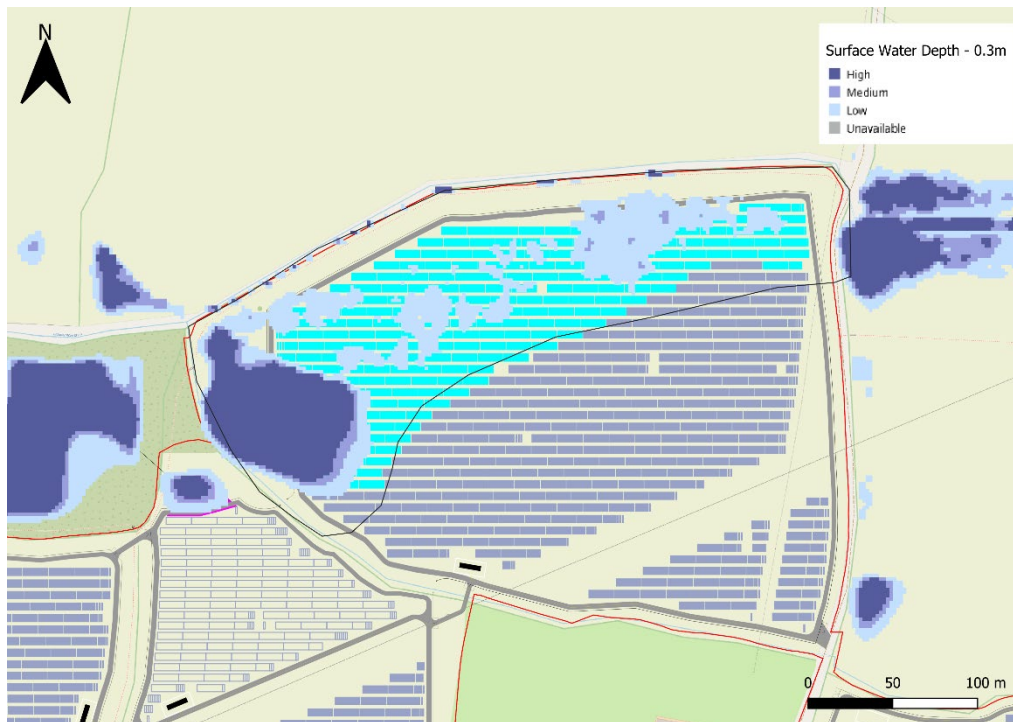 N
Surface Water Depth - 0.3m
High
Medium
Low
Unavailable
0 50 100 m